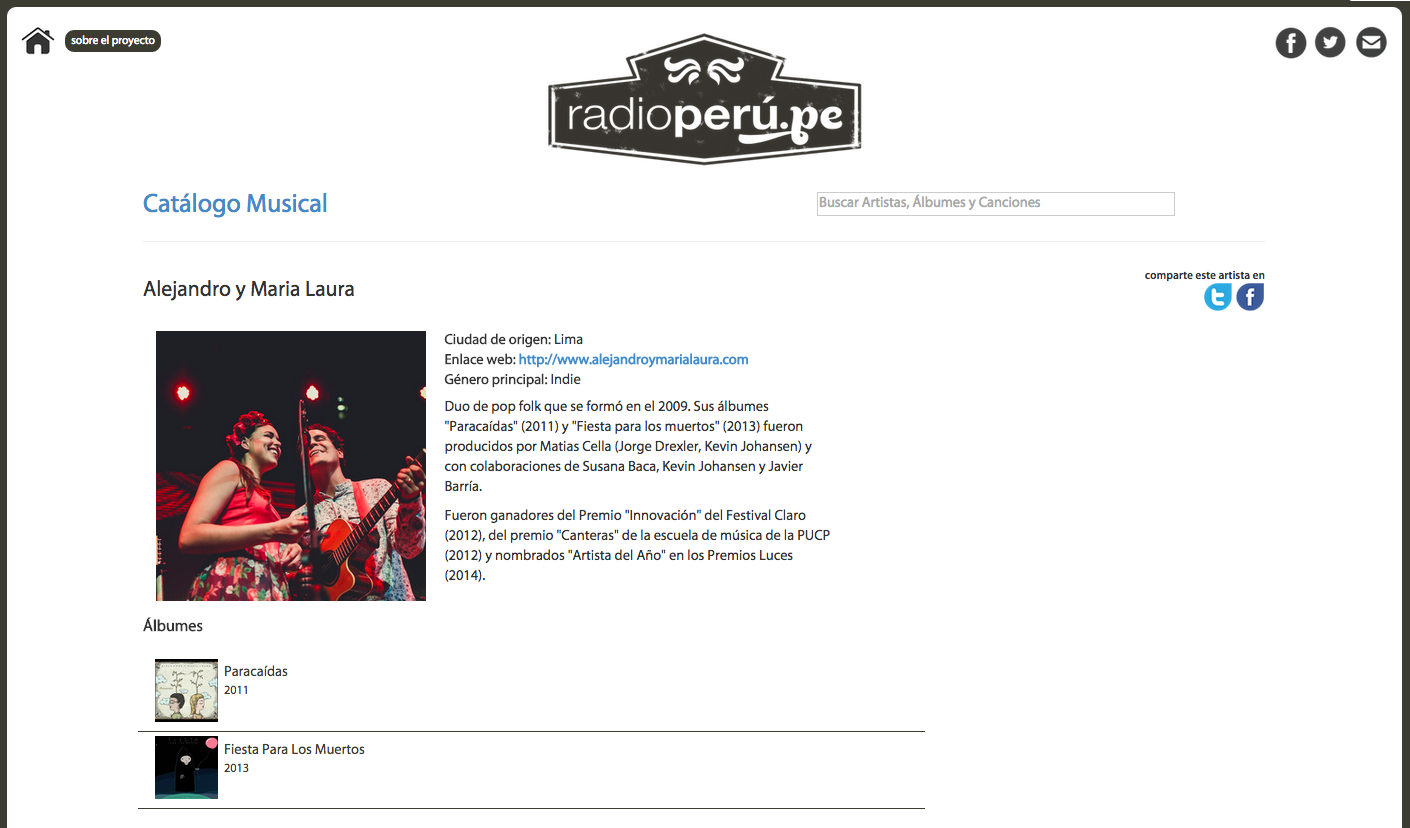 sobre el proyecto
radioperú.pe
Catálogo Musical
Buscar Artistas, Álbumes y Canciones
Alejandro y Maria Laura
comparte este artista en
Ciudad de origen: Lima
Enlace web: http://www.alejandroymarialaura.com
Género principal: Indie
Duo de pop folk que se formó en el 2009. Sus álbumes
"Paracaídas" (2011) y "Fiesta para los muertos" (2013) fueron
producidos por Matias Cella (Jorge Drexler, Kevin Johansen) y
con colaboraciones de Susana Baca, Kevin Johansen y Javier
Barría.
Fueron ganadores del Premio "Innovación" del Festival Claro
(2012), del premio "Canteras" de la escuela de música de la PUCP
(2012) y nombrados "Artista del Año" en los Premios Luces
(2014).
Álbumes
Paracaídas
2011
Fiesta Para Los Muertos
2013